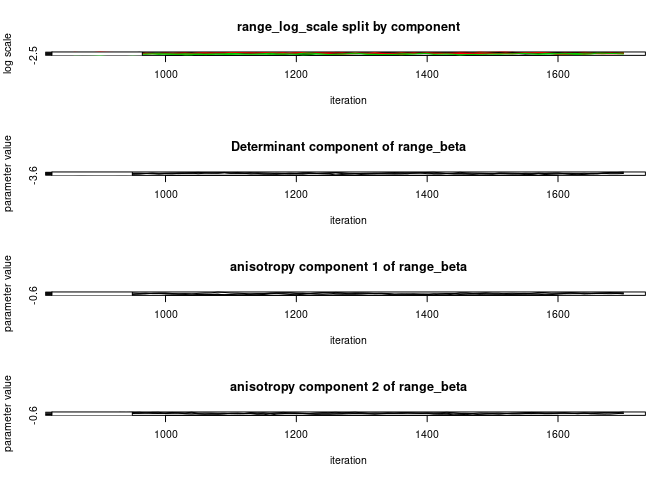 range_log_scale split by component
log scale
-2.5
1000 1200 1400 1600
iteration
Determinant component of range_beta
parameter value
-3.6
1000 1200 1400 1600
iteration
anisotropy component 1 of range_beta
parameter value
-0.6
1000 1200 1400 1600
iteration
anisotropy component 2 of range_beta
parameter value
-0.6
1000 1200 1400 1600
iteration